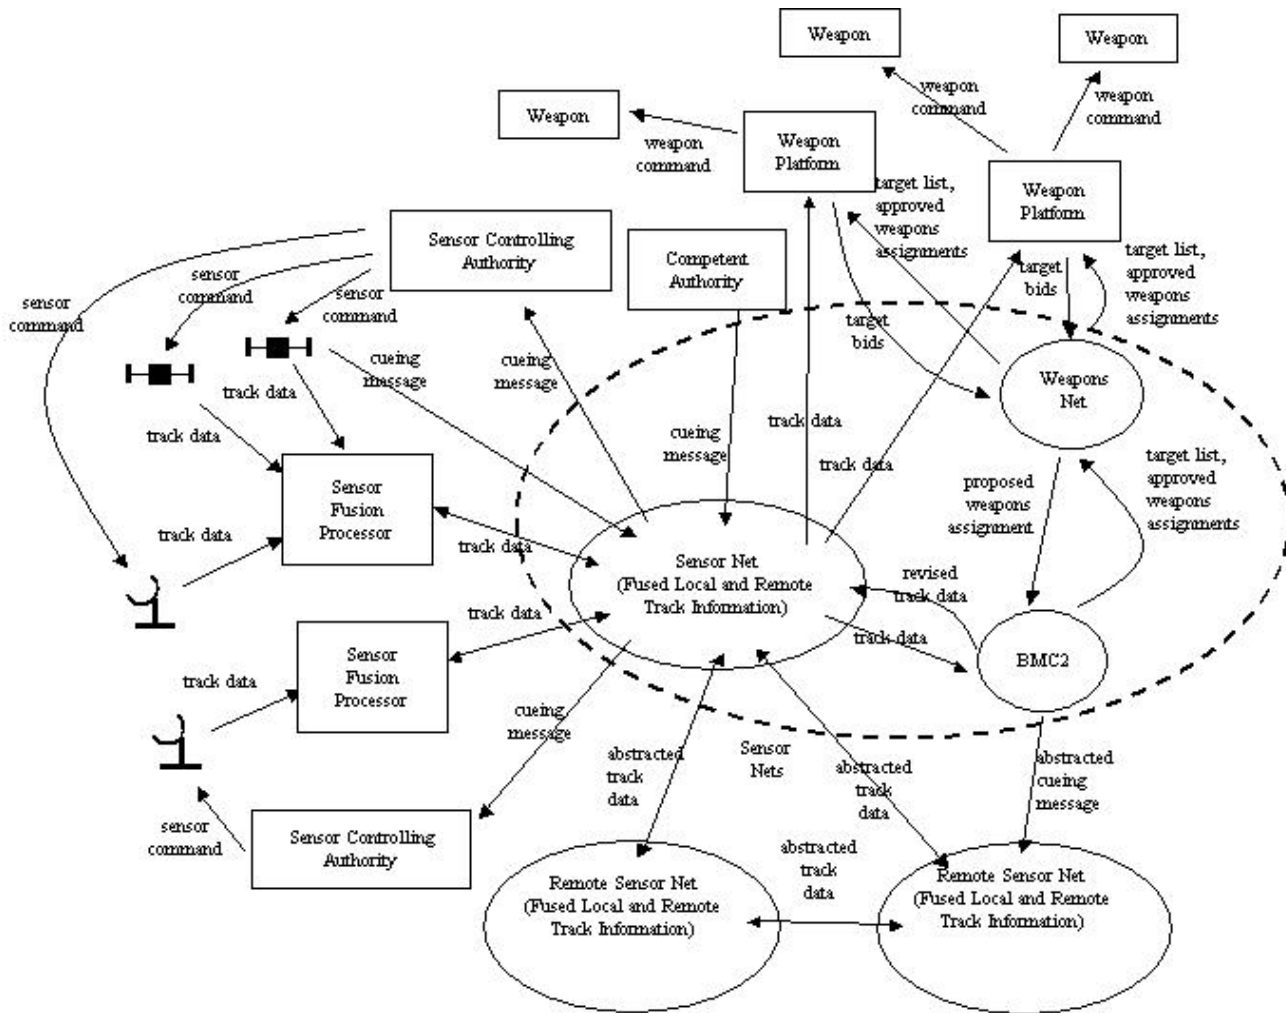 Weapon
Weapon
weapon
command
weapon
command
Weapon
weapon
command
Weapon
Platform
Weapon
Platform
target list,
approved
weapons
assignments
target
bids
target list,
approved
weapons
assignments
Sensor Controlling
Authority
Competent
Authority
sensor
command
sensor
command
sensor
command
target
bids
cueing
message
cueing
message
track data
track data
Weapons
Net
track data
cueing
message
track data
proposed
weapons
assignment
target list,
approved
weapons
assignments
Sensor
Fusion
Processor
track data
track data
Sensor Net
(Fused Local and Remote
Track Information)
revised
track data
track data
track data
BMC2
Sensor
Fusion
Processor
track data
cueing
message
abstracted
track
data
Sensor
Nets
abstracted
track
data
abstracted
cueing
message
sensor
command
Sensor Controlling
Authority
abstracted
track
data
Remote Sensor Net
(Fused Local and Remote
Track Information)
Remote Sensor Net
(Fused Local and Remote
Track Information)